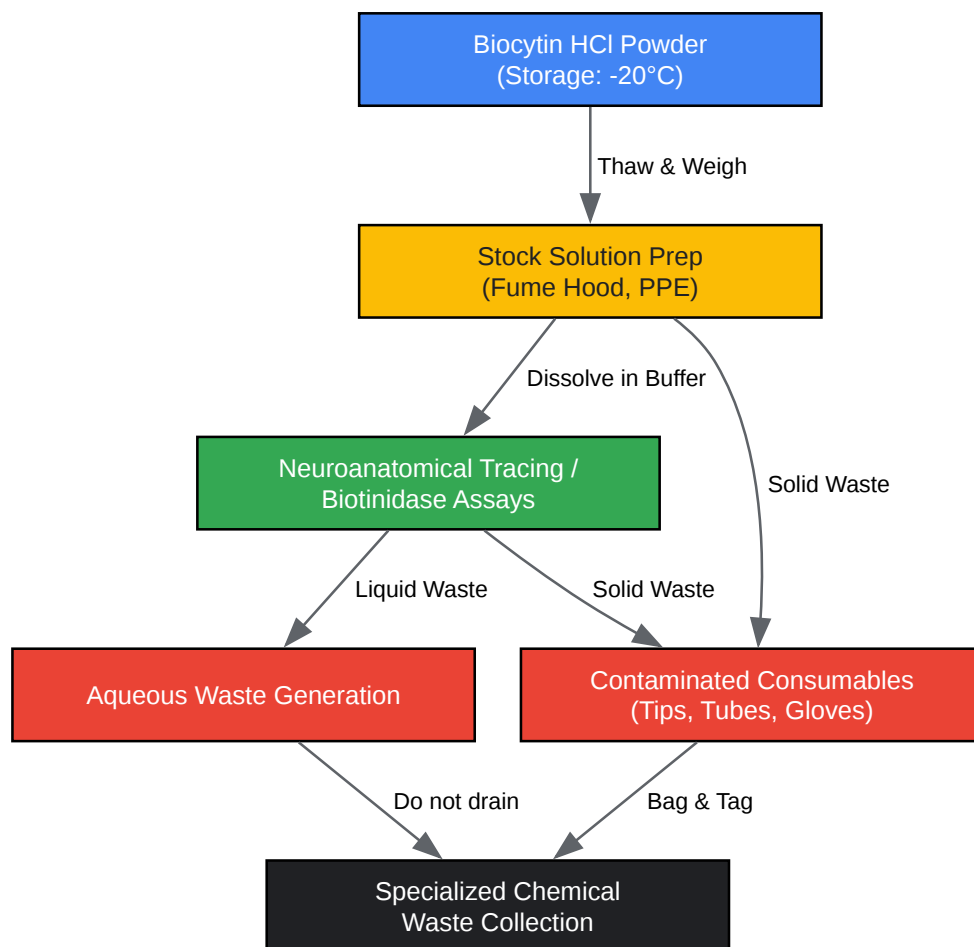 Biocytin HCl Powder
(Storage: -20°C)
Thaw & Weigh
Stock Solution Prep
(Fume Hood, PPE)
Dissolve in Buffer
Solid Waste
Neuroanatomical Tracing /
Biotinidase Assays
Liquid Waste
Solid Waste
Aqueous Waste Generation
Contaminated Consumables
(Tips, Tubes, Gloves)
Do not drain
Bag & Tag
Specialized Chemical
Waste Collection